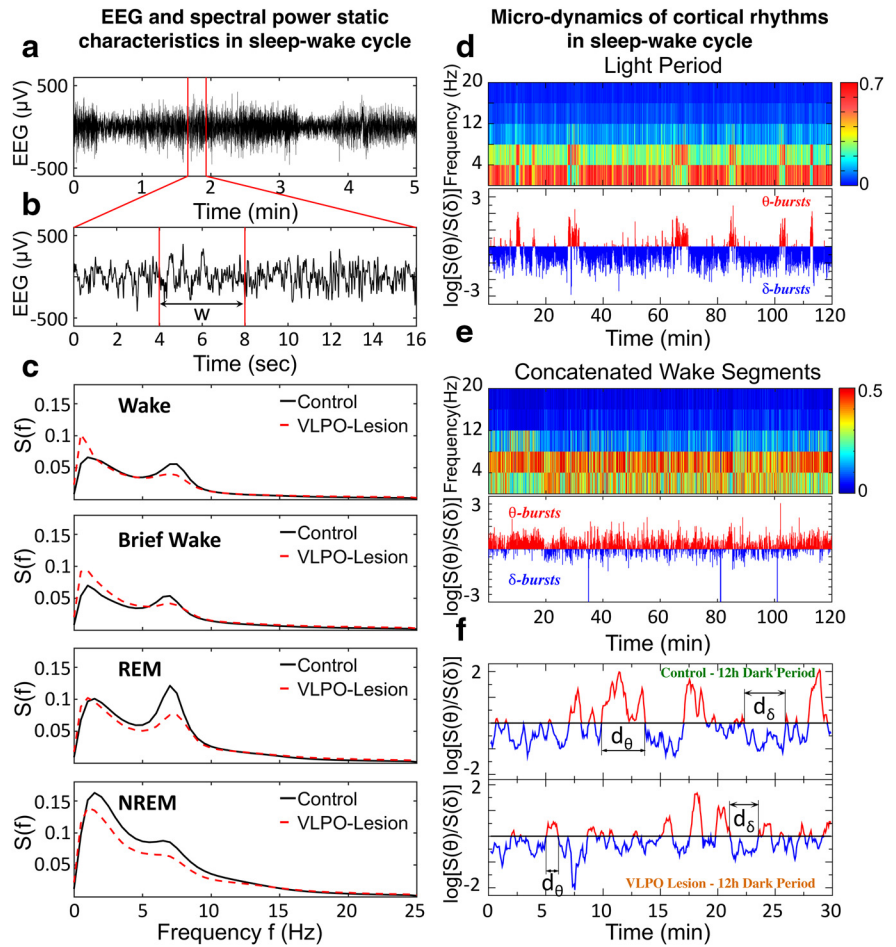 EEG and spectral power static
characteristics in sleep-wake cycle
a
EEG (µV)
500
-500
0 1 2 3 4 5
Time (min)
b
EEG (µV)
500
-500
W
0 2 4 6 8 10 12 14 16
Time (sec)
c
S(f)
0.15
0.1
0.05
Wake
Control
VLPO-Lesion
S(f)
0.15
0.1
0.05
Brief Wake
Control
VLPO-Lesion
S(f)
0.15
0.1
0.05
REM
Control
VLPO-Lesion
S(f)
0.15
0.1
0.05
NREM
Control
VLPO-Lesion
0 5 10 15 20 25
Frequency f (Hz)
Micro-dynamics of cortical rhythms
in sleep-wake cycle
d
Light Period
Frequency (Hz)
20
12
4
0.7
0
log[S(θ)/S(δ)]
3
-3
θ-bursts
δ-bursts
20 40 60 80 100 120
Time (min)
e
Concatenated Wake Segments
Frequency(Hz)
20
12
4
0.5
0
log[S(θ)/S(δ)]
3
-3
θ-bursts
δ-bursts
20 40 60 80 100 120
Time (min)
f
log[S(θ)/S(δ)]
2
-2
Control - 12h Dark Period
dθ
dδ
log[S(θ)/S(δ)]
2
-2
dθ
dδ
VLPO Lesion - 12h Dark Period
0 5 10 15 20 25 30
Time (min)